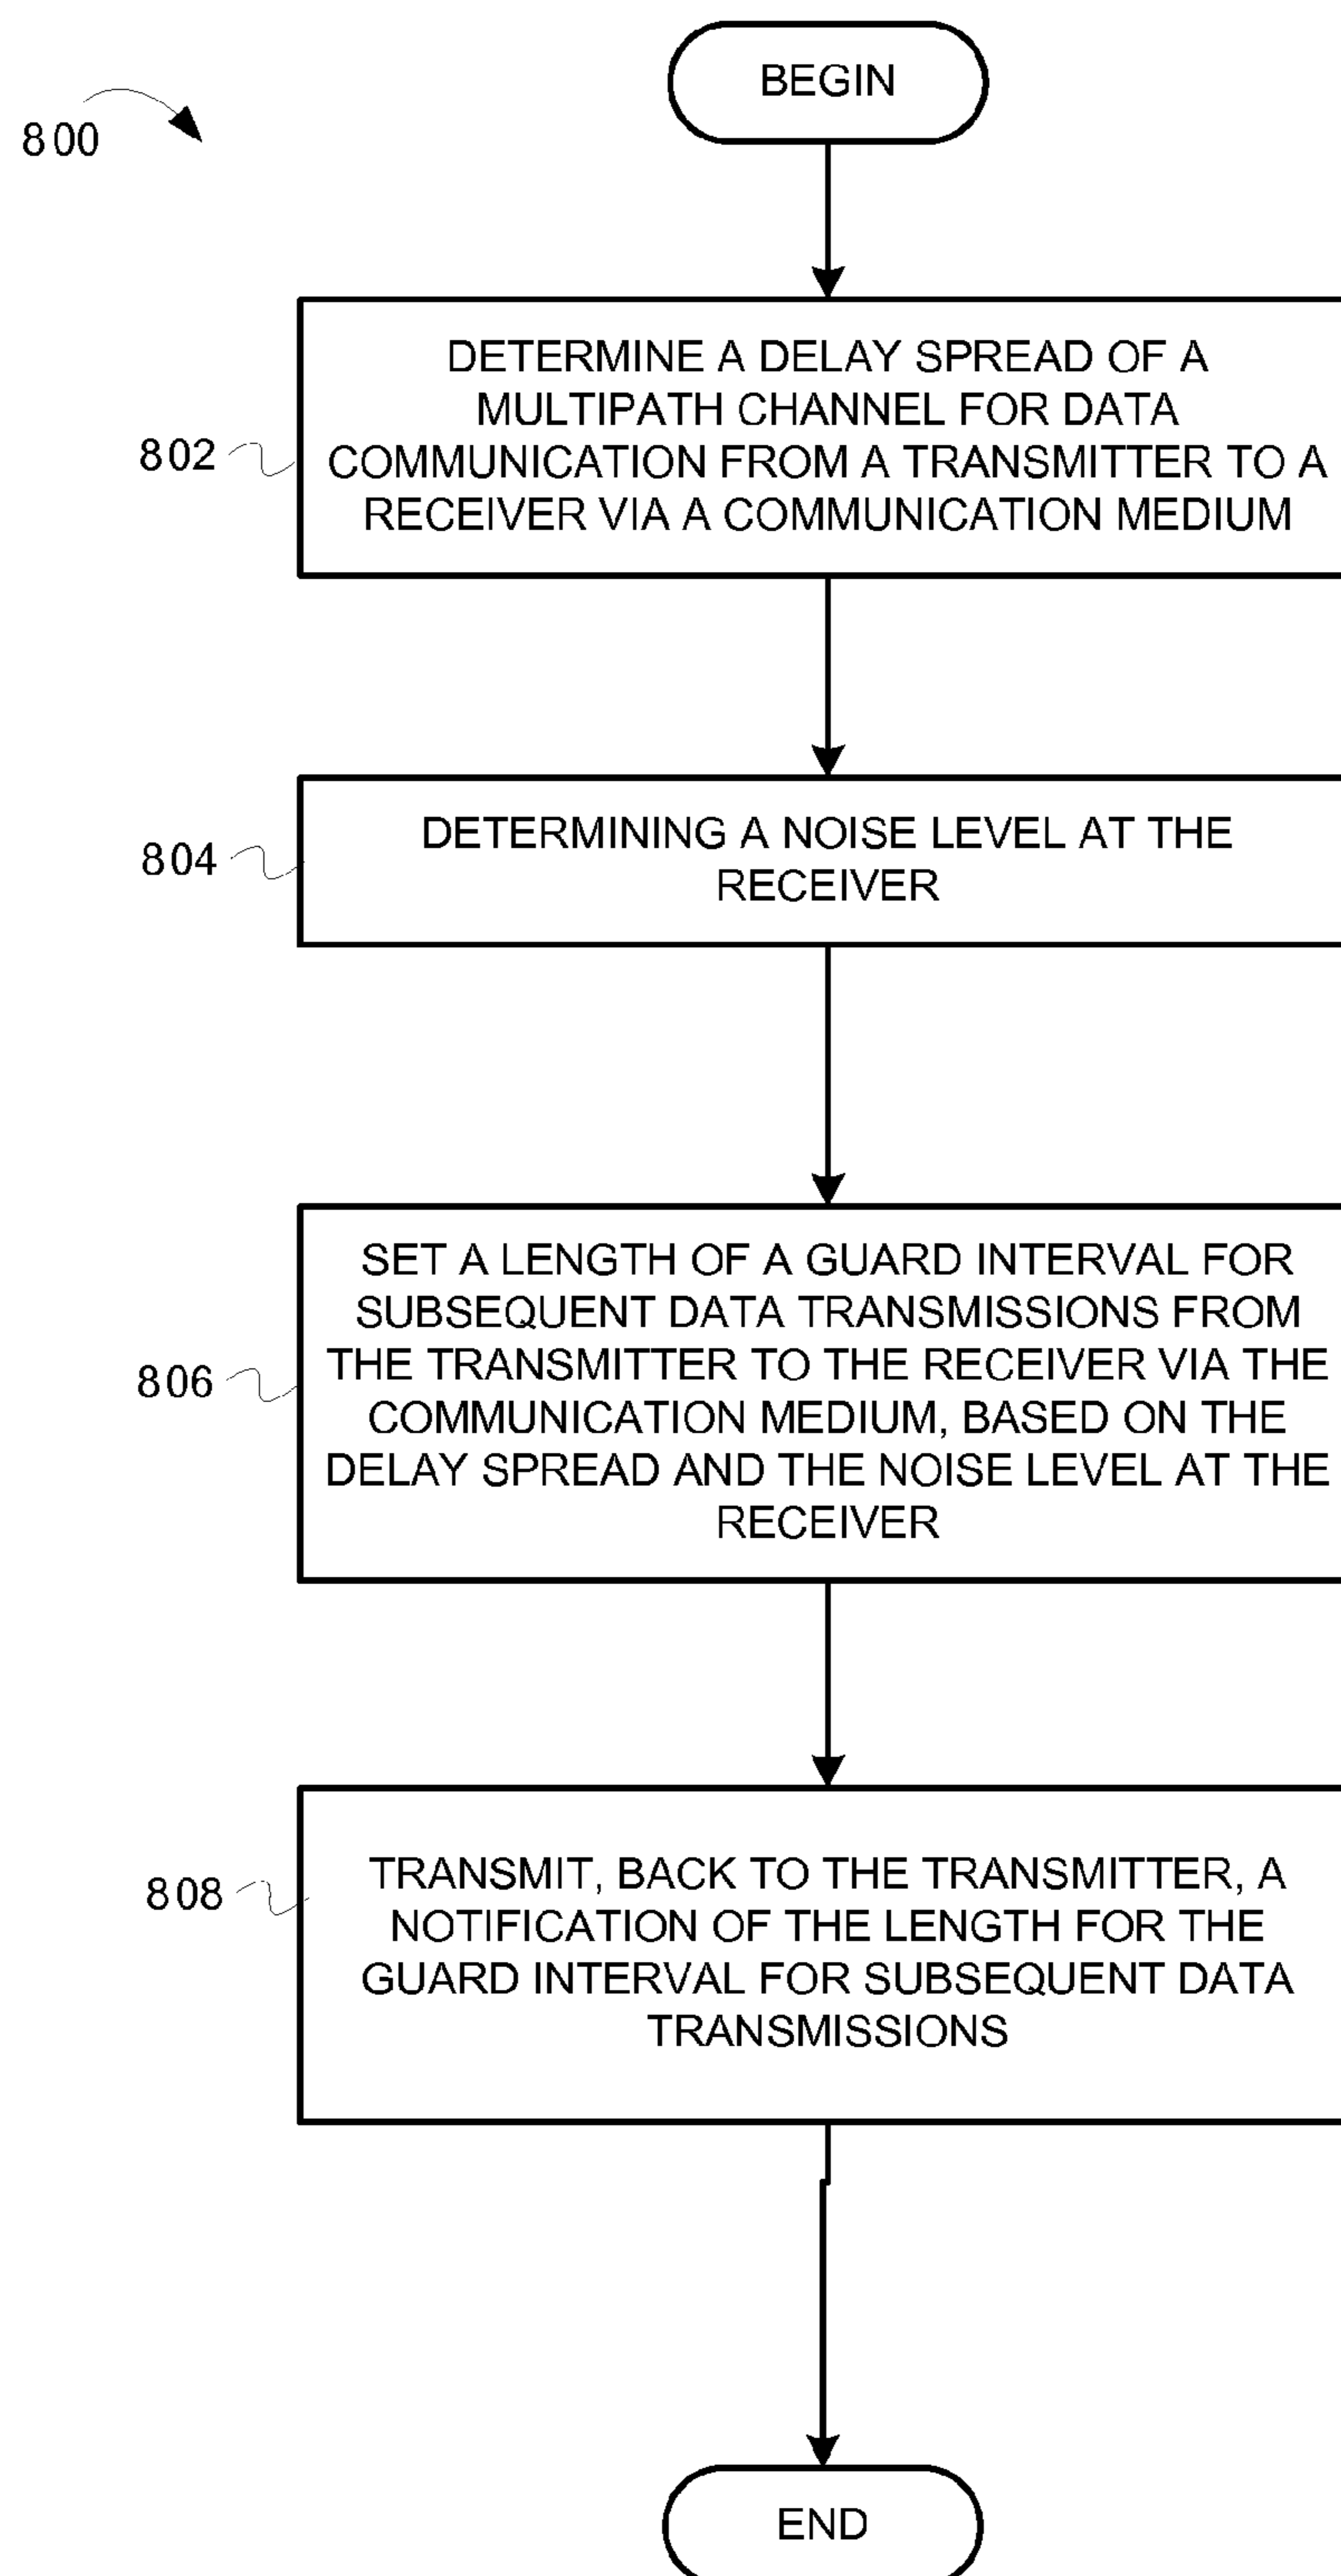 BEGIN
800
DETERMINE A DELAY SPREAD OF A
MULTIPATH CHANNEL FOR DATA
COMMUNICATION FROM A TRANSMITTER TO A
RECEIVER VIA A COMMUNICATION MEDIUM
802
DETERMINING A NOISE LEVEL AT THE
RECEIVER
804
SET A LENGTH OF A GUARD INTERVAL FOR
SUBSEQUENT DATA TRANSMISSIONS FROM
THE TRANSMITTER TO THE RECEIVER VIA THE
COMMUNICATION MEDIUM, BASED ON THE
DELAY SPREAD AND THE NOISE LEVEL AT THE
RECEIVER
806
TRANSMIT, BACK TO THE TRANSMITTER, A
NOTIFICATION OF THE LENGTH FOR THE
GUARD INTERVAL FOR SUBSEQUENT DATA
TRANSMISSIONS
808
END